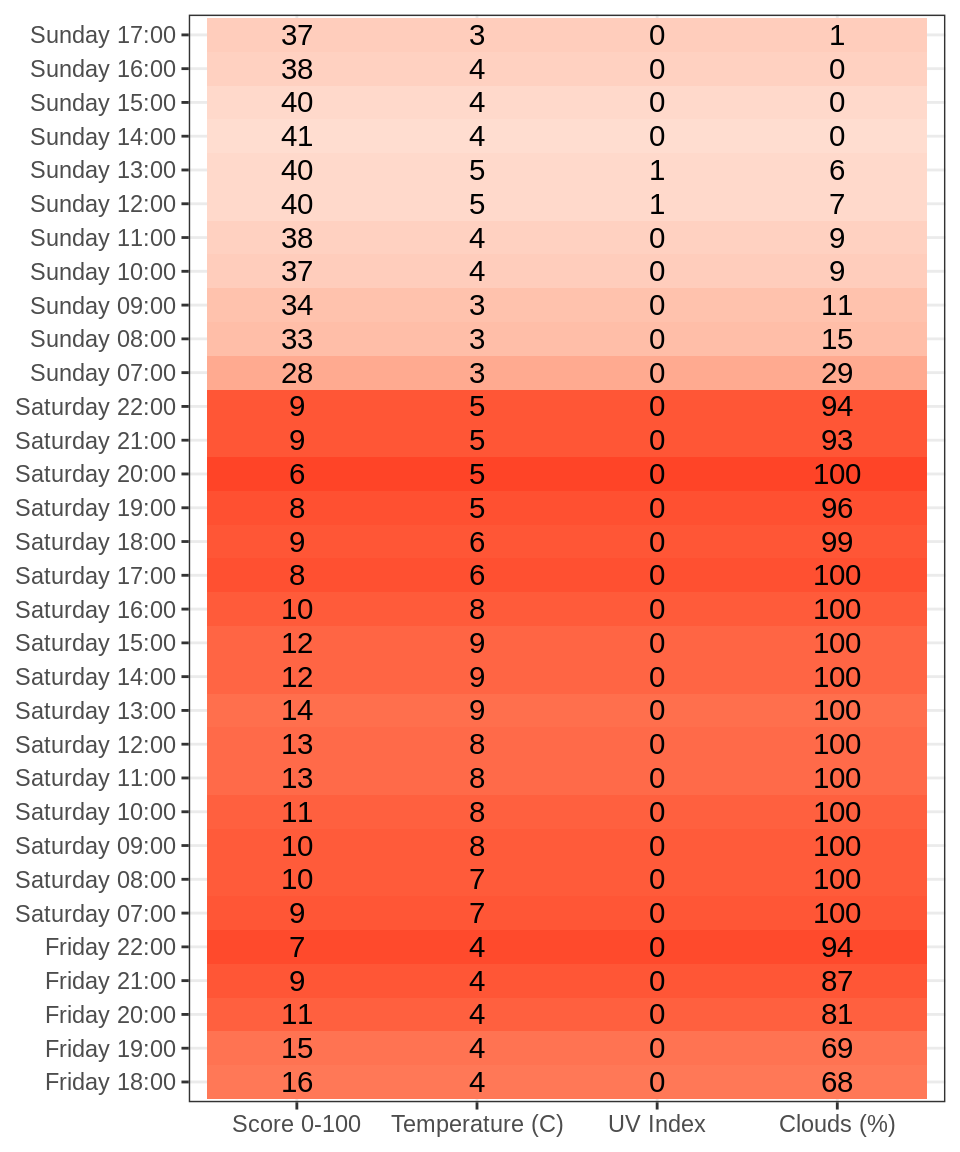 Sunday 17:00 37 3 0 1
Sunday 16:00 38 4 0 0
Sunday 15:00 40 4 0 0
Sunday 14:00 41 4 0 0
Sunday 13:00 40 5 1 6
Sunday 12:00 40 5 1 7
Sunday 11:00 38 4 0 9
Sunday 10:00 37 4 0 9
Sunday 09:00 34 3 0 11
Sunday 08:00 33 3 0 15
Sunday 07:00 28 3 0 29
Saturday 22:00 9 5 0 94
Saturday 21:00 9 5 0 93
Saturday 20:00 6 5 0 100
Saturday 19:00 8 5 0 96
Saturday 18:00 9 6 0 99
Saturday 17:00 8 6 0 100
Saturday 16:00 10 8 0 100
Saturday 15:00 12 9 0 100
Saturday 14:00 12 9 0 100
Saturday 13:00 14 9 0 100
Saturday 12:00 13 8 0 100
Saturday 11:00 13 8 0 100
Saturday 10:00 11 8 0 100
Saturday 09:00 10 8 0 100
Saturday 08:00 10 7 0 100
Saturday 07:00 9 7 0 100
Friday 22:00 7 4 0 94
Friday 21:00 9 4 0 87
Friday 20:00 11 4 0 81
Friday 19:00 15 4 0 69
Friday 18:00 16 4 0 68
Score 0-100 Temperature (C) UV Index Clouds (%)